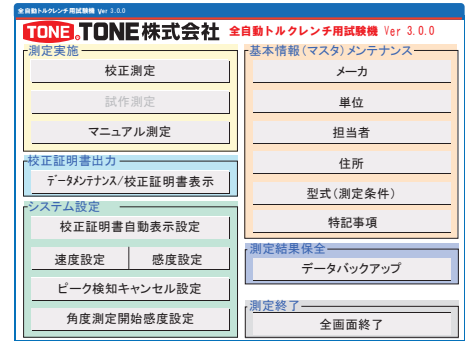 全自動トルクレンチ用試験機 Ver 3.0.0
TONE。TONE株式会社 全自動トルクレンチ用試験機 Ver 3.0.0
測定実施
校正測定
試作測定
マニュアル測定
校正証明書出力
ﾃﾞｰﾀﾒﾝﾃﾅﾝｽ/校正証明書表示
システム設定
校正証明書自動表示設定
速度設定 感度設定
ピーク検知キャンセル設定
角度測定開始感度設定
基本情報(マスタ)メンテナンス
メーカ
単位
担当者
住所
型式(測定条件)
特記事項
測定結果保全
データバックアップ
測定終了
全画面終了